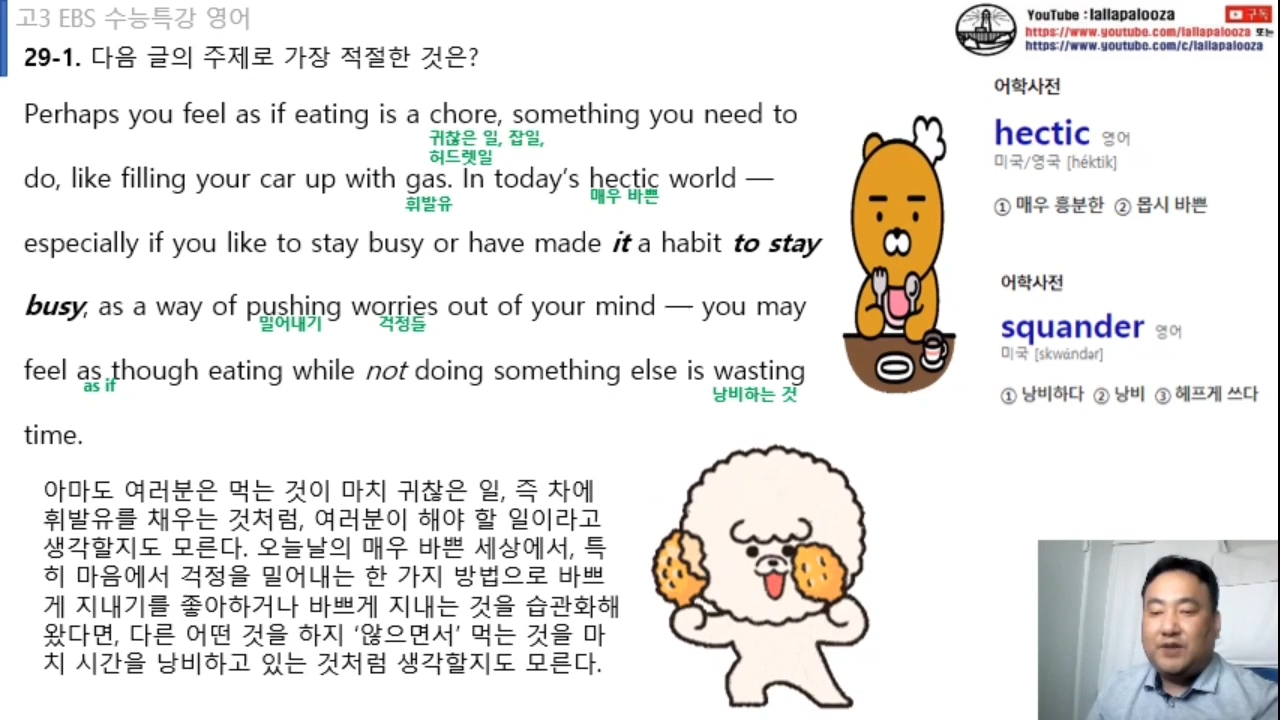 고3 EBS 수능특강 영어
29-1. 다음 글의 주제로 가장 적절한 것은?
Perhaps you feel as if eating is a chore, something you need to
귀찮은 일, 잡일,
허드렛일
do, like filling your car up with gas. In today's hectic world —
휘발유
매우 바쁜
especially if you like to stay busy or have made it a habit to stay
busy, as a way of pushing worries out of your mind — you may
밀어내기
걱정들
feel as though eating while not doing something else is wasting
as if
낭비하는 것
time.
아마도 여러분은 먹는 것이 마치 귀찮은 일, 즉 차에
휘발유를 채우는 것처럼, 여러분이 해야 할 일이라고
생각할지도 모른다. 오늘날의 매우 바쁜 세상에서, 특
히 마음에서 걱정을 밀어내는 한 가지 방법으로 바쁘
게 지내기를 좋아하거나 바쁘게 지내는 것을 습관화해
왔다면, 다른 어떤 것을 하지 ‘않으면서’ 먹는 것을 마
치 시간을 낭비하고 있는 것처럼 생각할지도 모른다.
YouTube : lallapalooza
구독
https://www.youtube.com/lallapalooza 또는
https://www.youtube.com/c/lallapalooza
어학사전
hectic 영어
미국/영국 [héktik]
① 매우 흥분한 ② 몹시 바쁜
어학사전
squander 영어
미국 [skwάndər]
① 낭비하다 ② 낭비 ③ 헤프게 쓰다